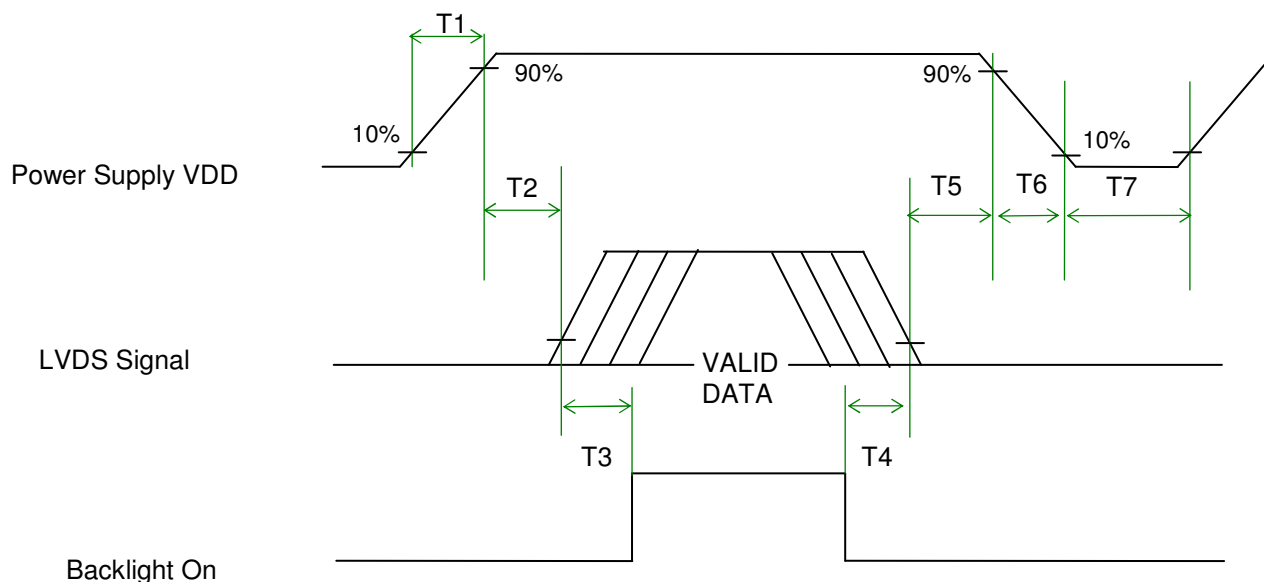 T1
90%
90%
10%
10%
Power Supply VDD
T2
T5
T6
T7
LVDS Signal
VALID
DATA
T3
T4
Backlight On